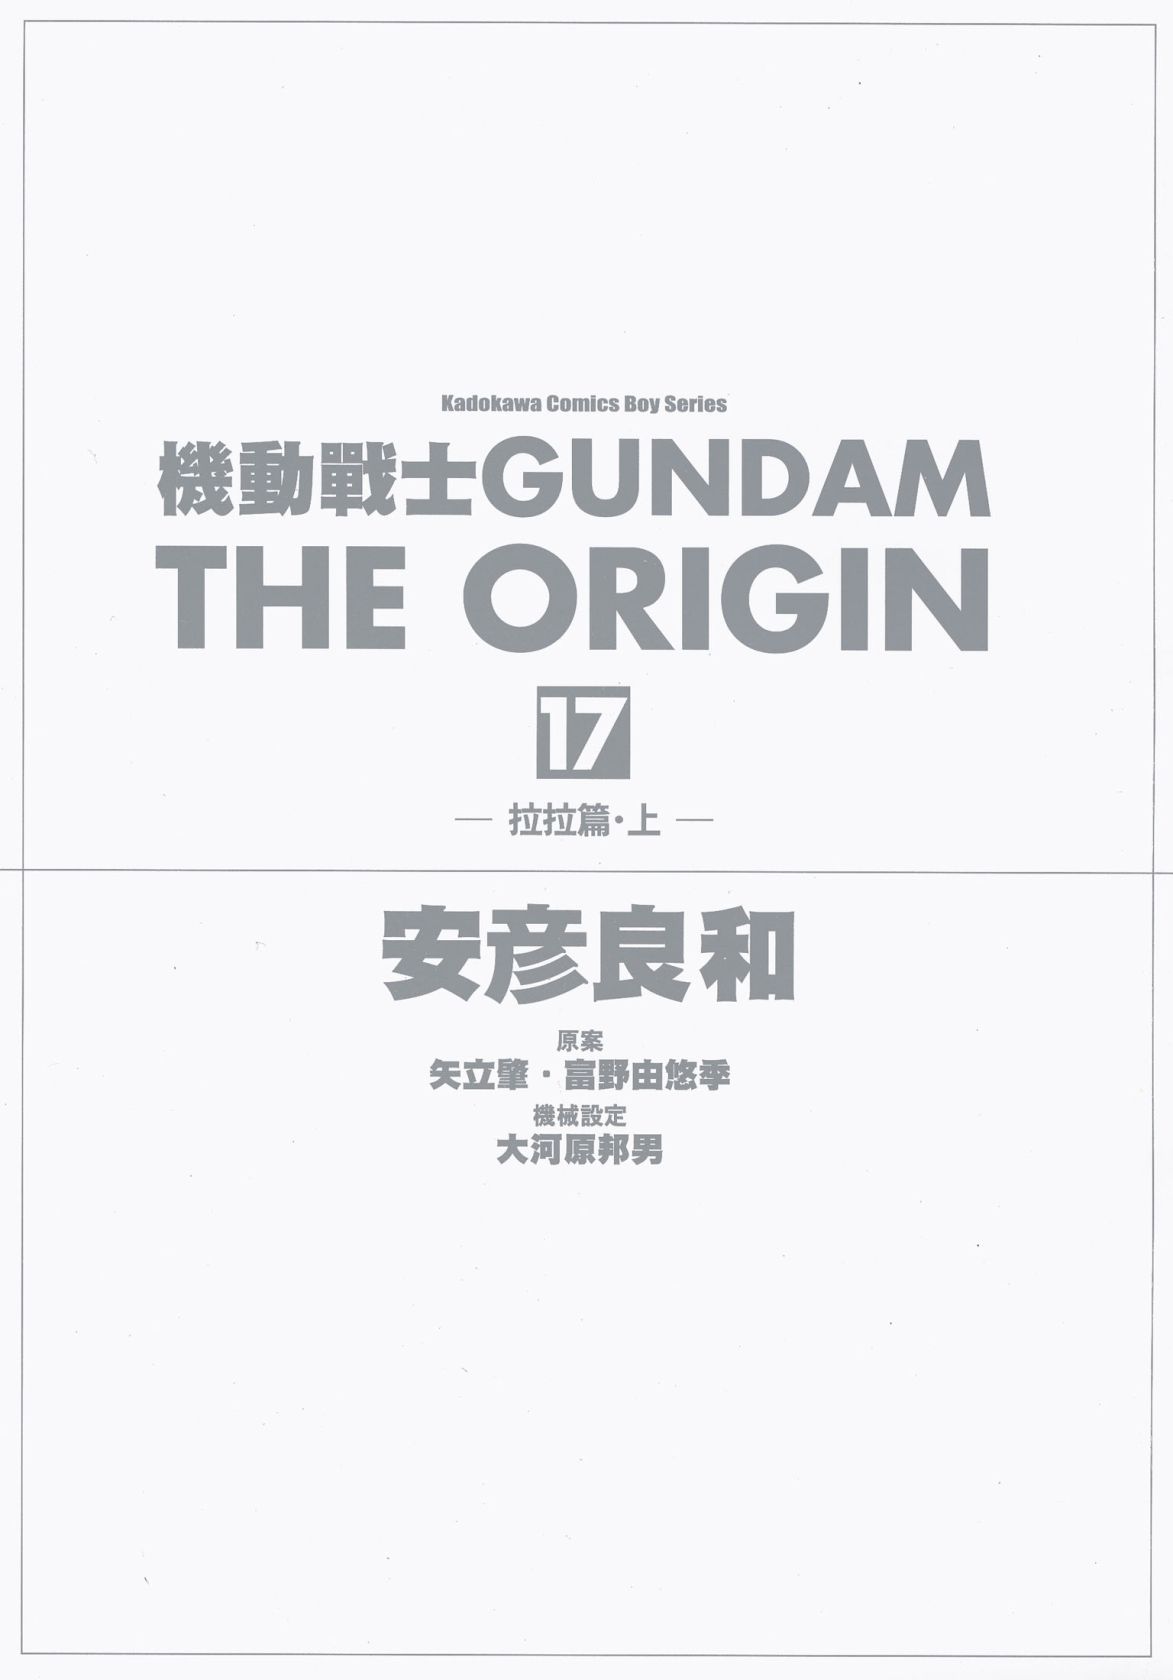 Kadokawa Comics Boy Series
機動戰士GUNDAM
THE ORIGIN
17
— 拉拉篇・上 —
安彦良和
原案
矢立肇・富野由悠季
機械設定
大河原邦男